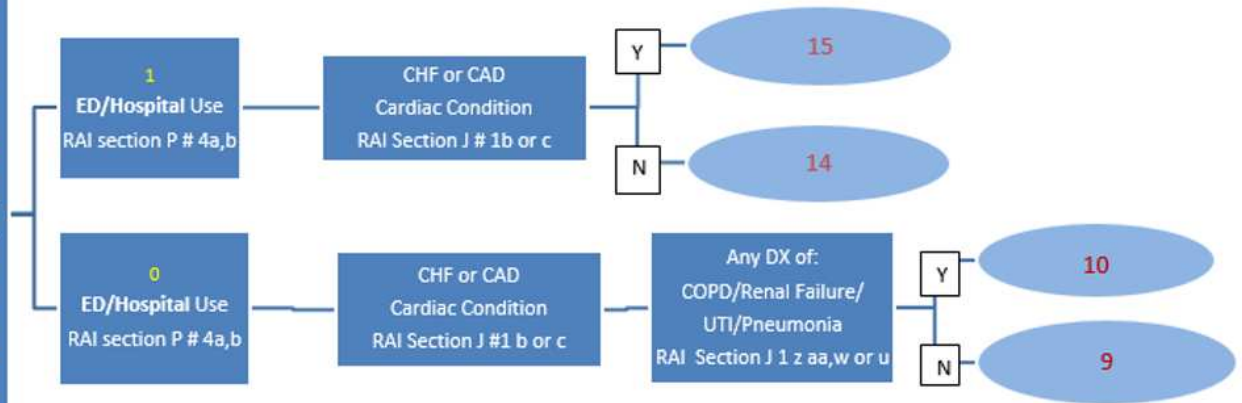 1
ED/Hospital Use
RAI section P # 4a,b
CHF or CAD
Cardiac Condition
RAI Section J # 1b or c
Y
15
N
14
0
ED/Hospital Use
RAI section P # 4a,b
CHF or CAD
Cardiac Condition
RAI Section J #1 b or c
Any DX of:
COPD/Renal Failure/
UTI/Pneumonia
RAI Section J 1 z aa,w or u
Y
10
N
9